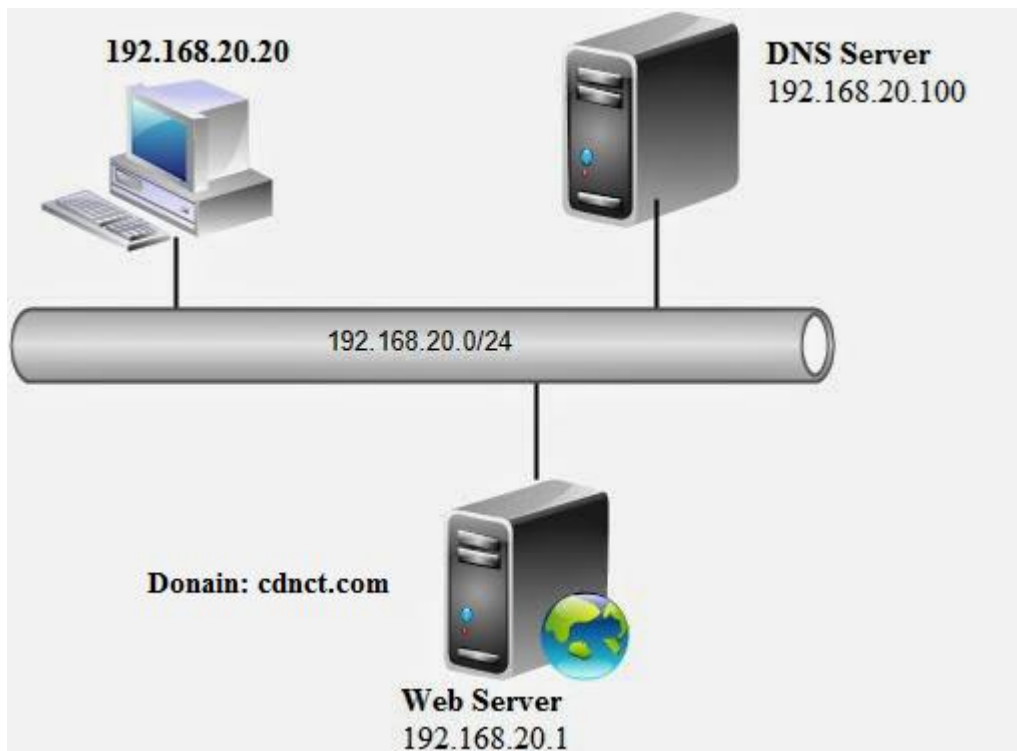 192.168.20.20
DNS Server
192.168.20.100
192.168.20.0/24
Donain: cdnct.com
Web Server
192.168.20.1